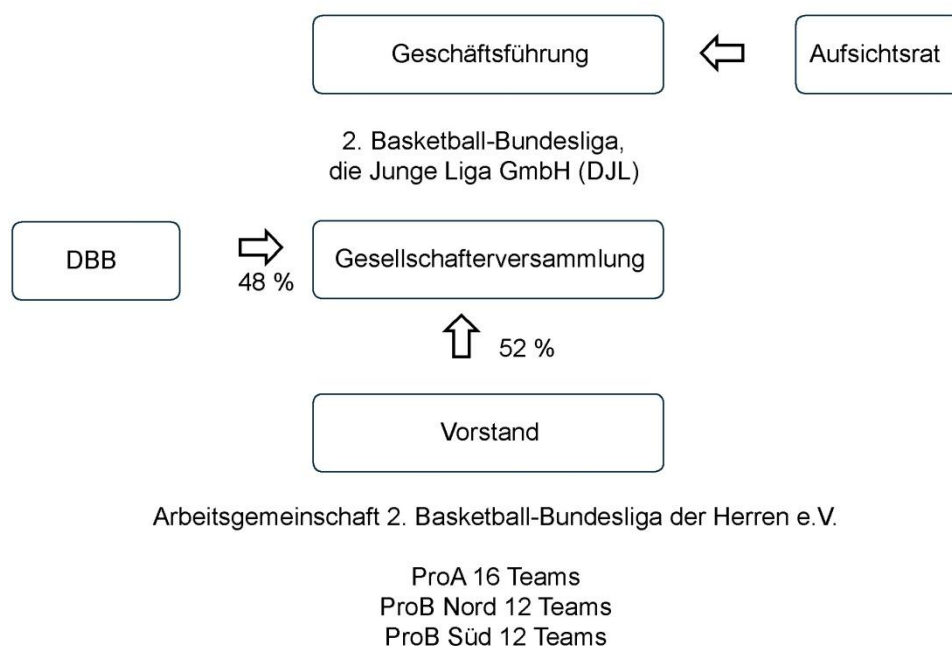 Geschäftsführung
Aufsichtsrat
2. Basketball-Bundesliga,
die Junge Liga GmbH (DJL)
DBB
48 %
Gesellschafterversammlung
52 %
Vorstand
Arbeitsgemeinschaft 2. Basketball-Bundesliga der Herren e.V.
ProA 16 Teams
ProB Nord 12 Teams
ProB Süd 12 Teams